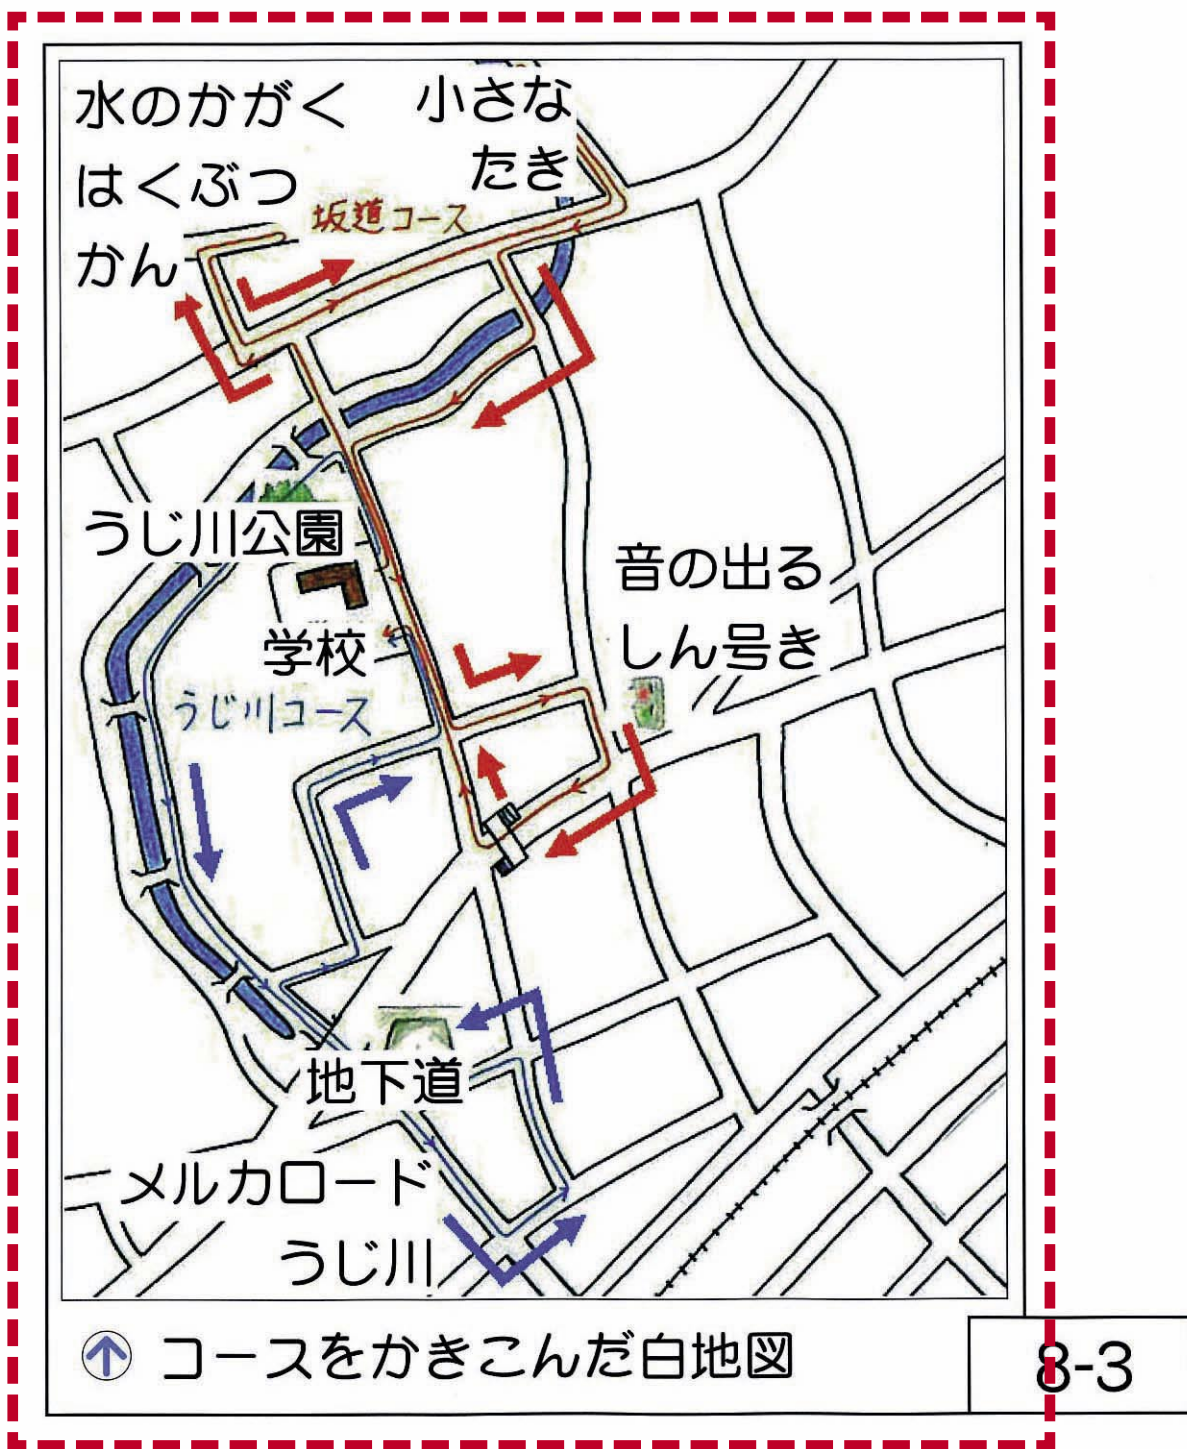 水のかがく
はくぶつ
かん
小さな
たき
坂道コース
うじ川公園
学校
うじ川コース
音の出る
しん号き
地下道
メルカロード
うじ川
コースをかきこんだ白地図
8-3